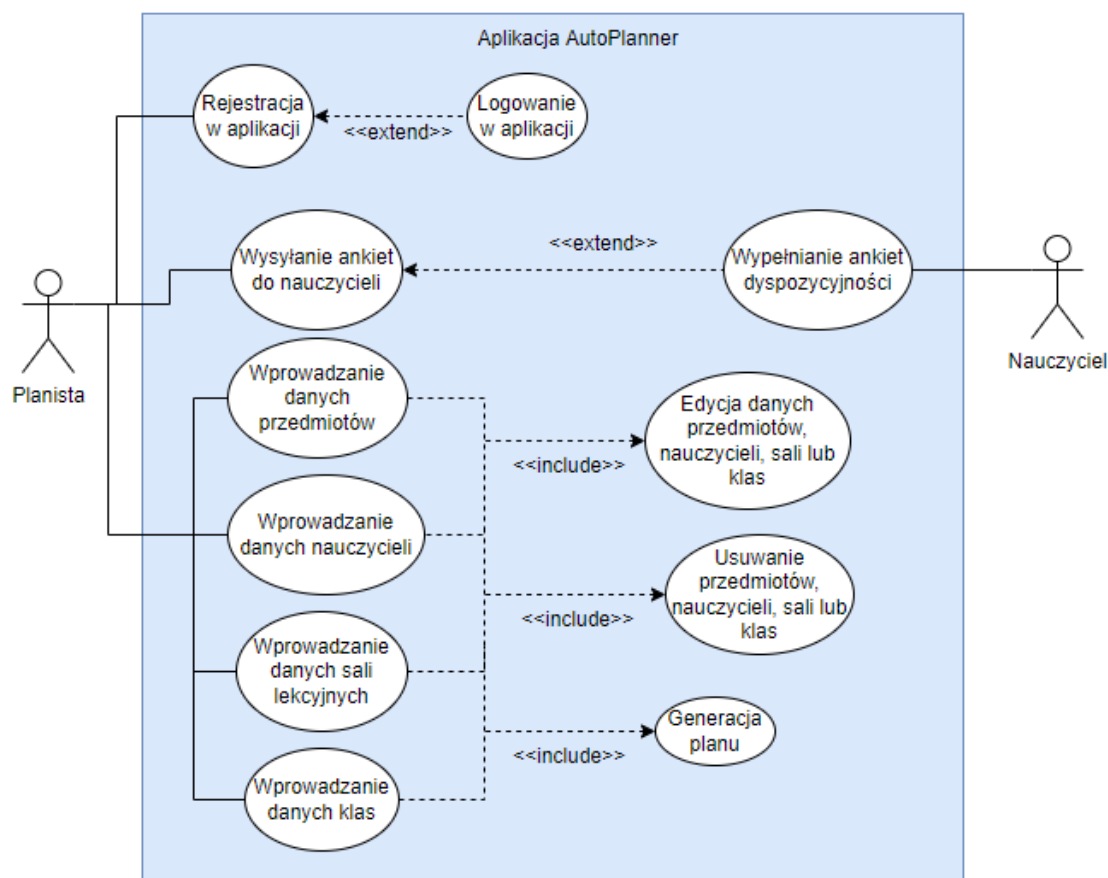 Aplikacja AutoPlanner
Rejestracja
w aplikacji
<<extend>>
Logowanie
w aplikacji
Wysyłanie ankiet
do nauczycieli
<<extend>>
Wypełnianie ankiet
dyspozycyjności
Planista
Nauczyciel
Wprowadzanie
danych
przedmiotów
<<include>>
Edycja danych
przedmiotów,
nauczycieli, sali lub
klas
Wprowadzanie
danych nauczycieli
<<include>>
Usuwanie
przedmiotów,
nauczycieli, sali lub
klas
Wprowadzanie
danych sali
lekcyjnych
<<include>>
Generacja
planu
Wprowadzanie
danych klas